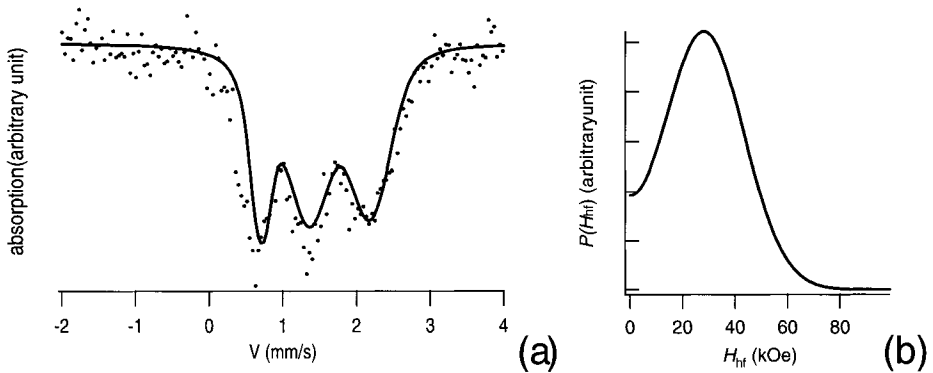 absorption(arbitrary unit)
-2 -1 0 1 2 3 4
V (mm/s)
(a)
P(Hhf) (arbitraryunit)
0 20 40 60 80
Hhf (kOe)
(b)